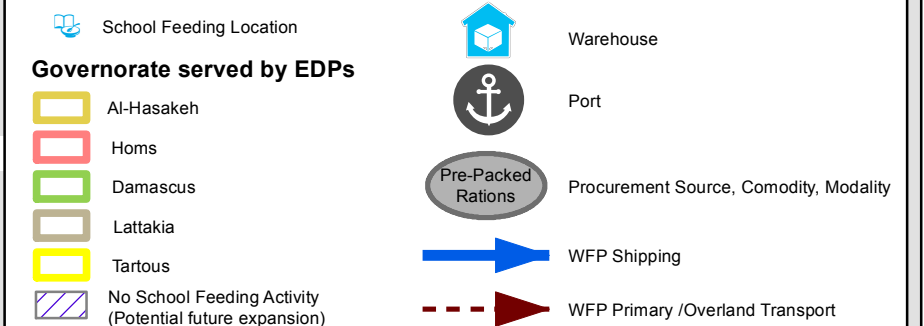 School Feeding Location
Governorate served by EDPs
Al-Hasakeh
Homs
Damascus
Lattakia
Tartous
No School Feeding Activity
(Potential future expansion)
Warehouse
Port
Pre-Packed
Rations
Procurement Source, Comodity, Modality
WFP Shipping
WFP Primary /Overland Transport